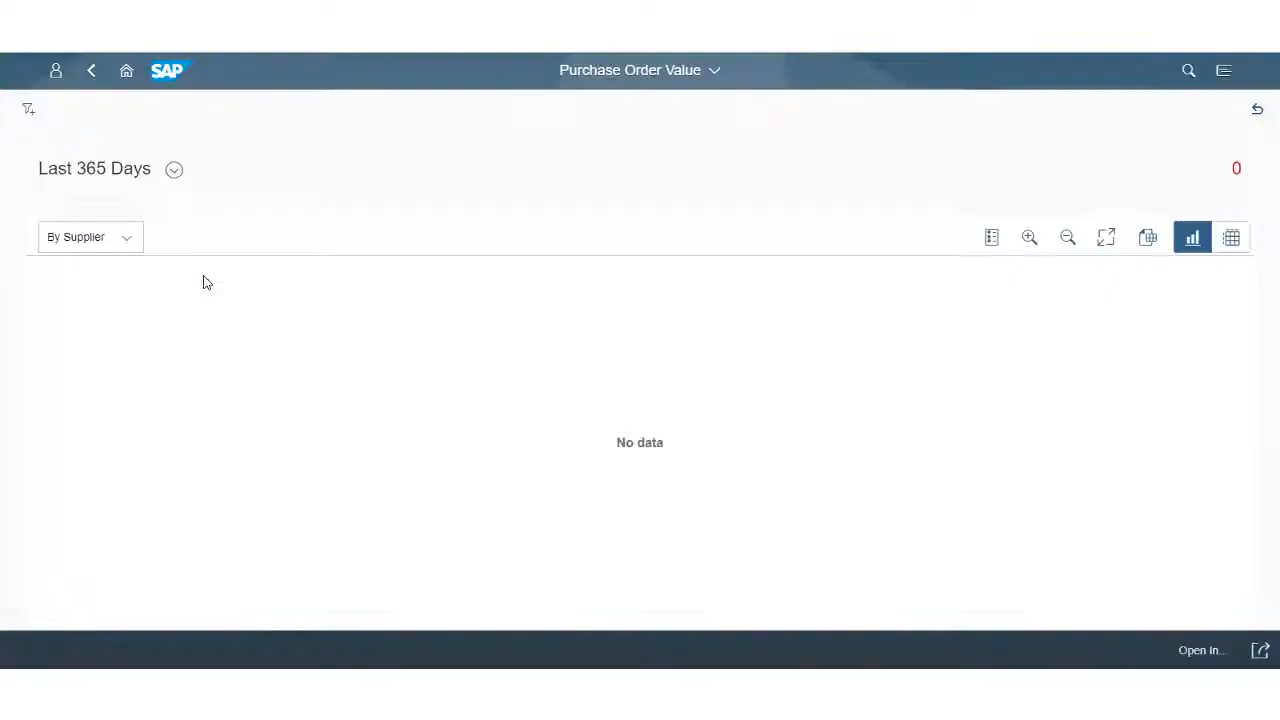 SAP
Purchase Order Value
Last 365 Days
0
By Supplier
No data
Open In...